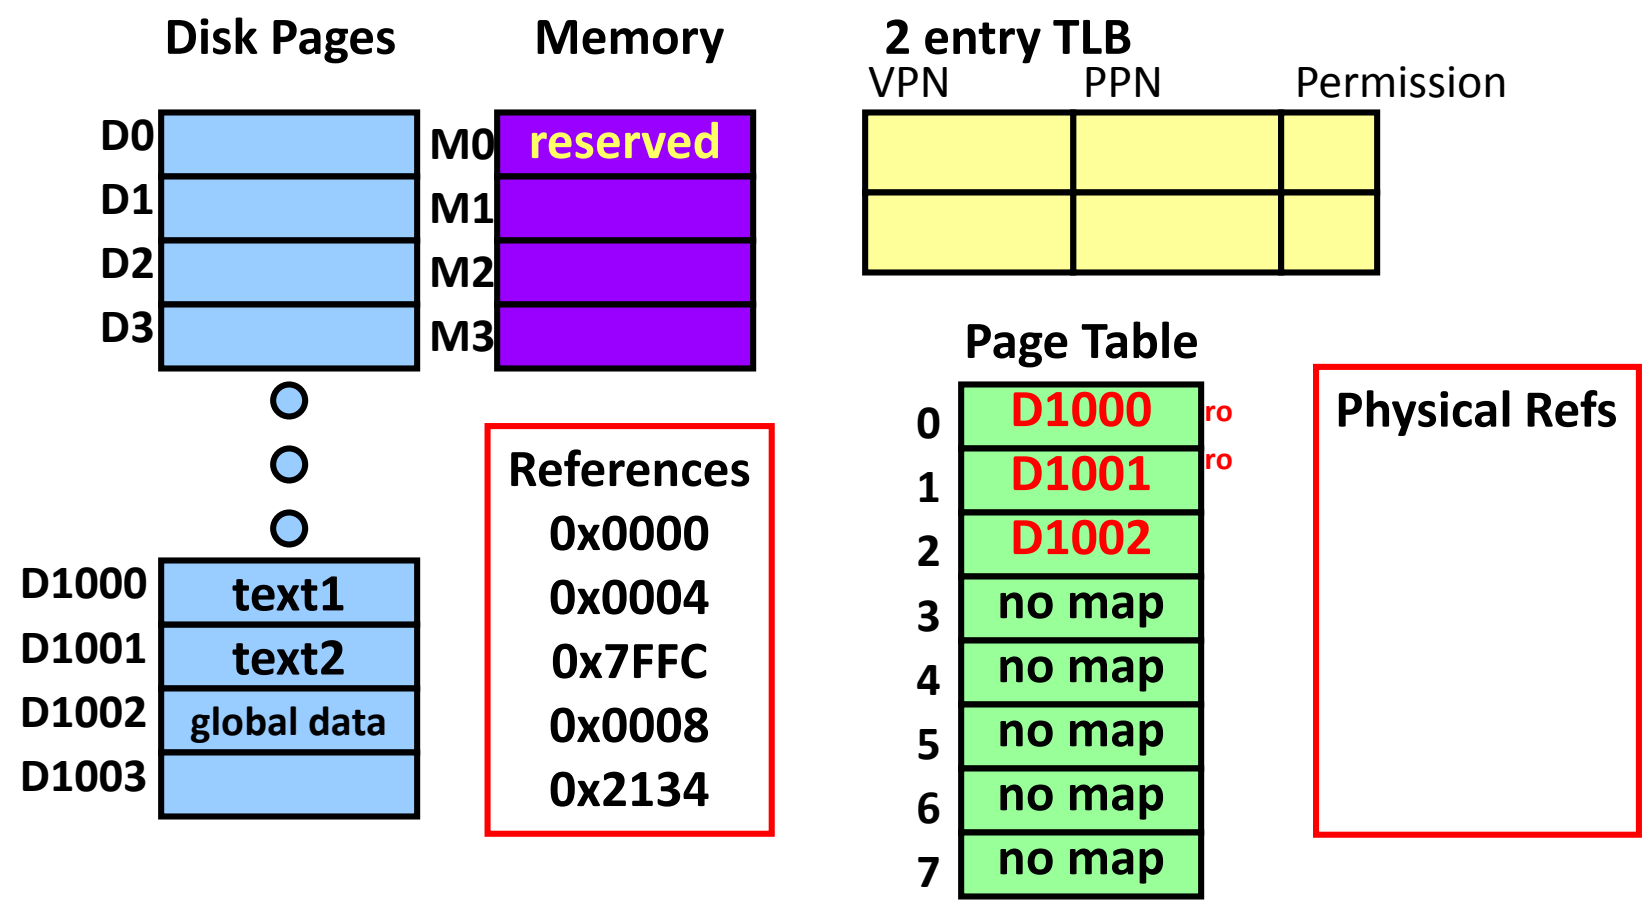 Disk Pages
D0
D1
D2
D3
D1000 text1
D1001 text2
D1002 global data
D1003
Memory
M0 reserved
M1
M2
M3
References
0x0000
0x0004
0x7FFC
0x0008
0x2134
2 entry TLB
VPN PPN Permission
Page Table
0 D1000 ro
1 D1001 ro
2 D1002
3 no map
4 no map
5 no map
6 no map
7 no map
Physical Refs